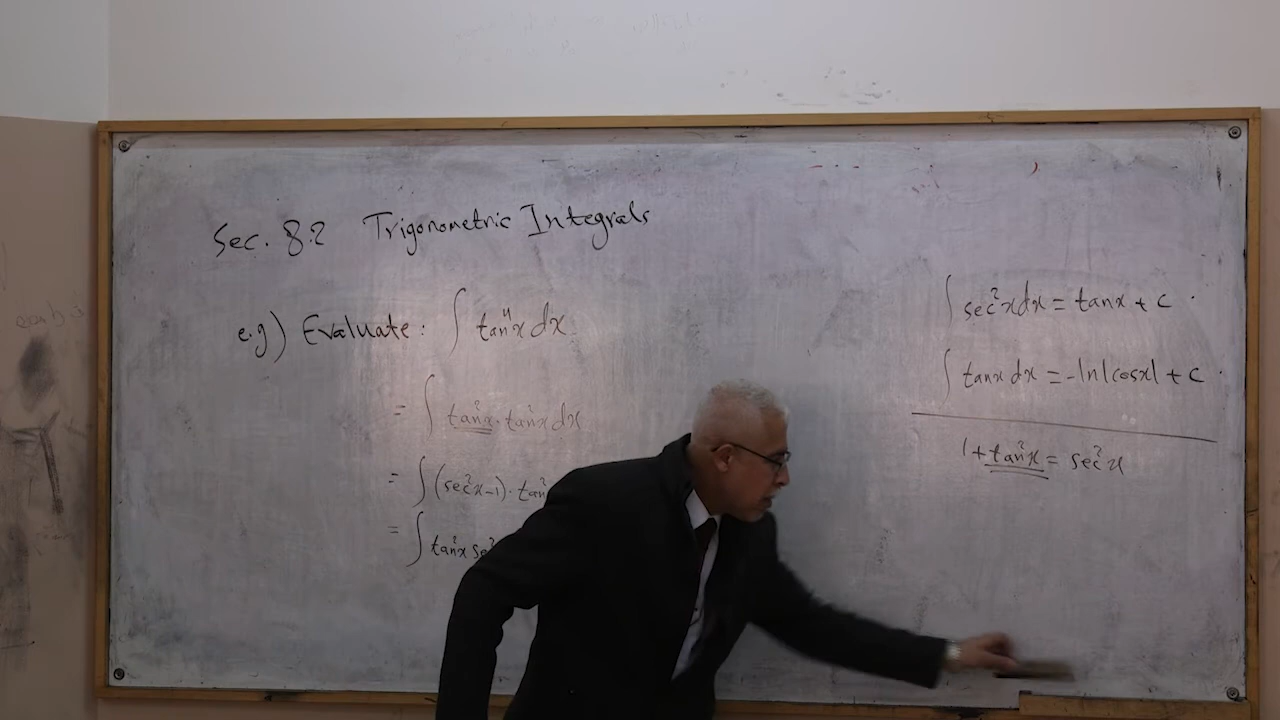 Sec. 8.2 Trigonometric Integrals
e.g) Evaluate: ∫ tan⁴x dx
= ∫ tan²x · tan²x dx
= ∫ (sec²x-1) · tan²
= ∫ tan²x sec²
∫ sec²x dx = tanx + c .
∫ tanx dx = -ln|cosx| + c .
1 + tan²x = sec²x